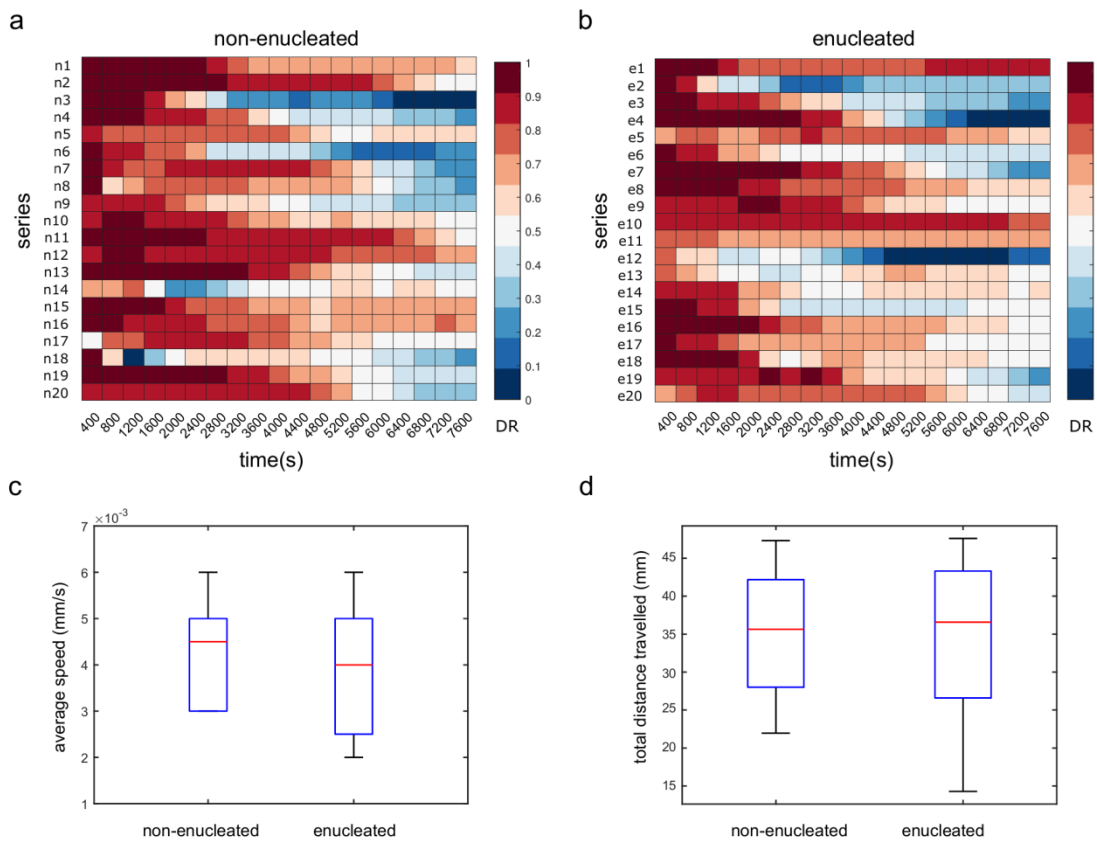 a
non-enucleated
series
n1
n2
n3
n4
n5
n6
n7
n8
n9
n10
n11
n12
n13
n14
n15
n16
n17
n18
n19
n20
400 800 1200 1600 2000 2400 2800 3200 3600 4000 4400 4800 5200 5600 6000 6400 6800 7200 7600
time(s)
1
0.9
0.8
0.7
0.6
0.5
0.4
0.3
0.2
0.1
0
DR
b
enucleated
series
e1
e2
e3
e4
e5
e6
e7
e8
e9
e10
e11
e12
e13
e14
e15
e16
e17
e18
e19
e20
400 800 1200 1600 2000 2400 2800 3200 3600 4000 4400 4800 5200 5600 6000 6400 6800 7200 7600
time(s)
DR
c
×10⁻³
average speed (mm/s)
7
6
5
4
3
2
1
non-enucleated enucleated
d
total distance travelled (mm)
45
40
35
30
25
20
15
non-enucleated enucleated